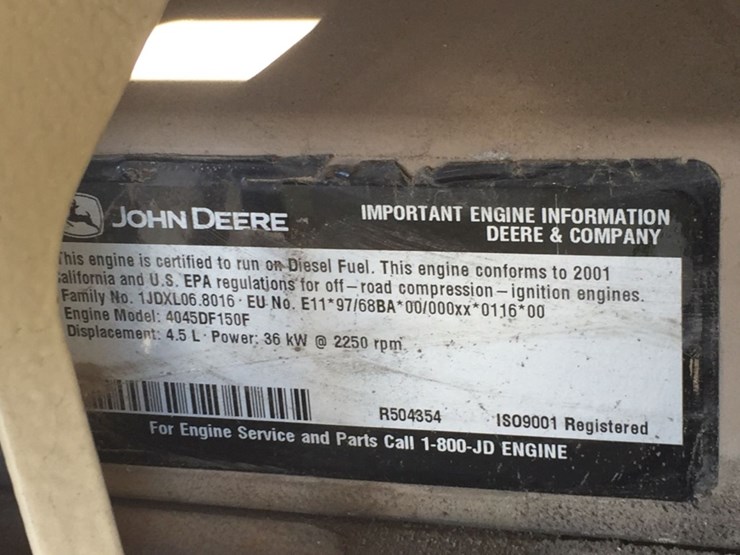 JOHN DEERE
IMPORTANT ENGINE INFORMATION
DEERE & COMPANY
This engine is certified to run on Diesel Fuel. This engine conforms to 2001
California and U.S. EPA regulations for off-road compression-ignition engines.
Family No. 1JDXL06.8016 · EU No. E11*97/68BA*00/000xx*0116*00
Engine Model: 4045DF150F
Displacement: 4.5 L · Power: 36 kW @ 2250 rpm
R504354
ISO9001 Registered
For Engine Service and Parts Call 1-800-JD ENGINE